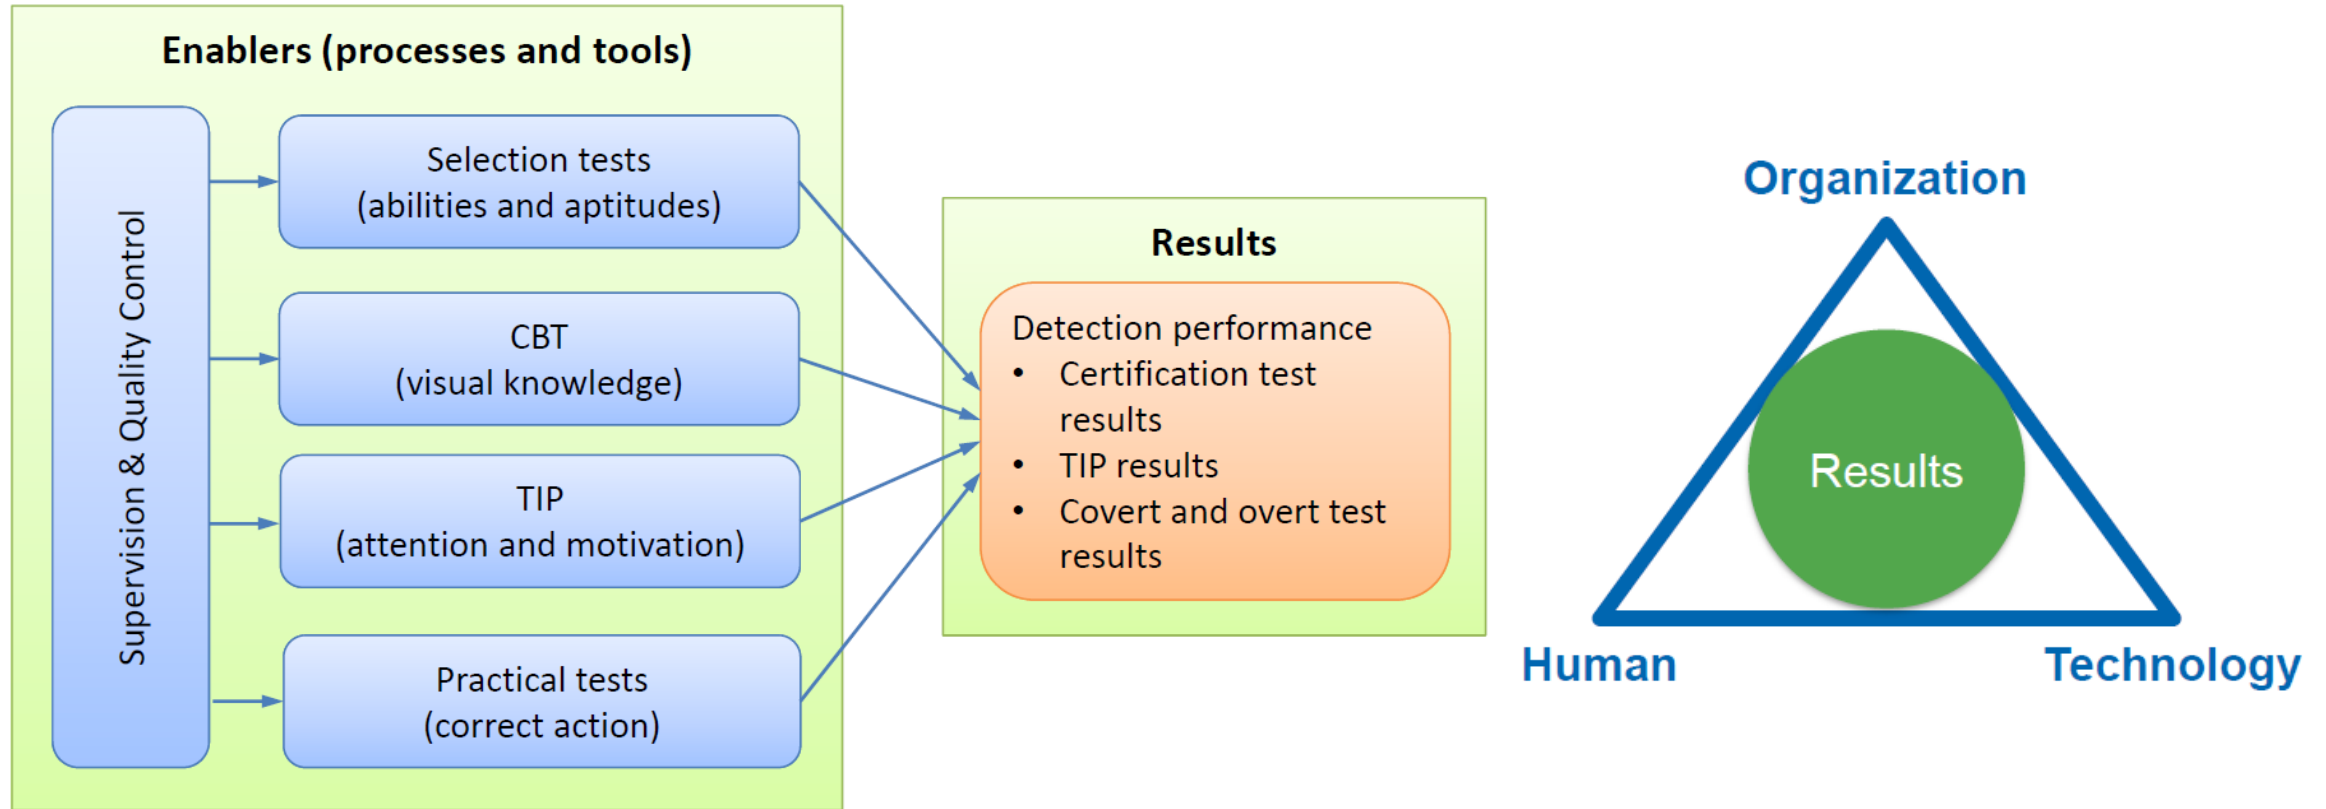 Enablers (processes and tools)
Supervision & Quality Control
Selection tests
(abilities and aptitudes)
CBT
(visual knowledge)
TIP
(attention and motivation)
Practical tests
(correct action)
Results
Detection performance
• Certification test
results
• TIP results
• Covert and overt test
results
Organization
Results
Human
Technology